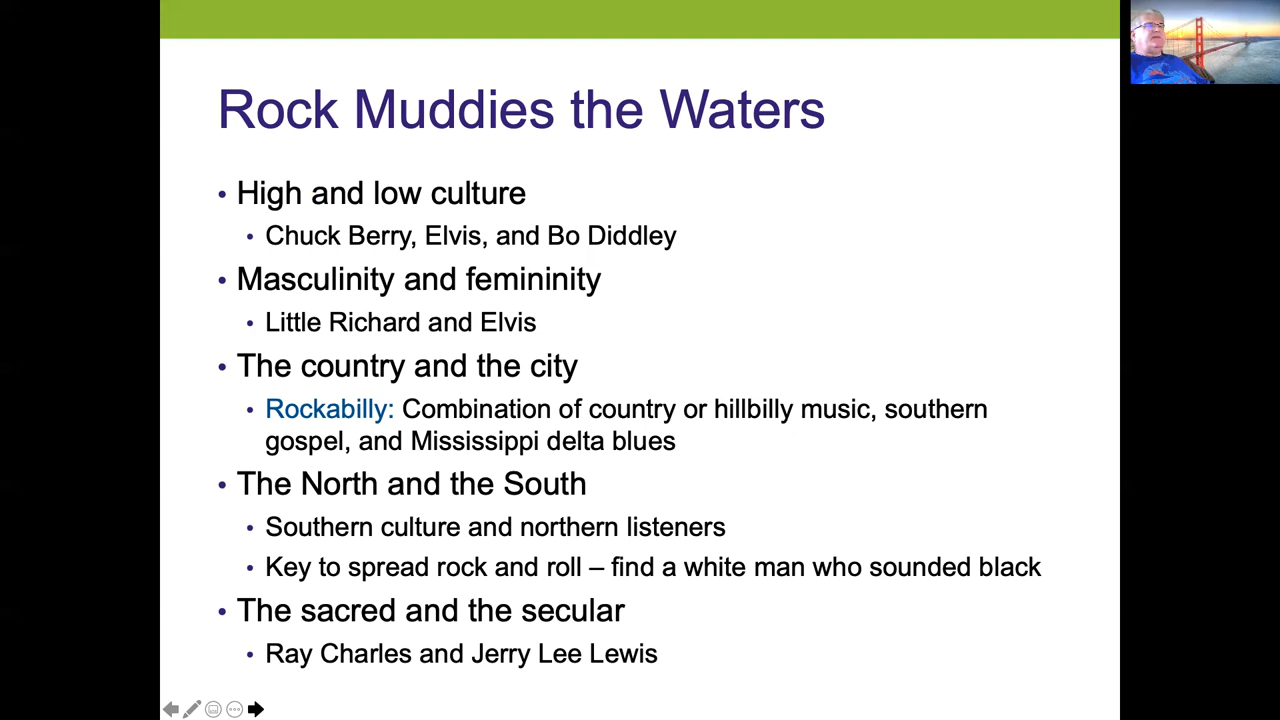 Rock Muddies the Waters
• High and low culture
• Chuck Berry, Elvis, and Bo Diddley
• Masculinity and femininity
• Little Richard and Elvis
• The country and the city
• Rockabilly: Combination of country or hillbilly music, southern
gospel, and Mississippi delta blues
• The North and the South
• Southern culture and northern listeners
• Key to spread rock and roll – find a white man who sounded black
• The sacred and the secular
• Ray Charles and Jerry Lee Lewis